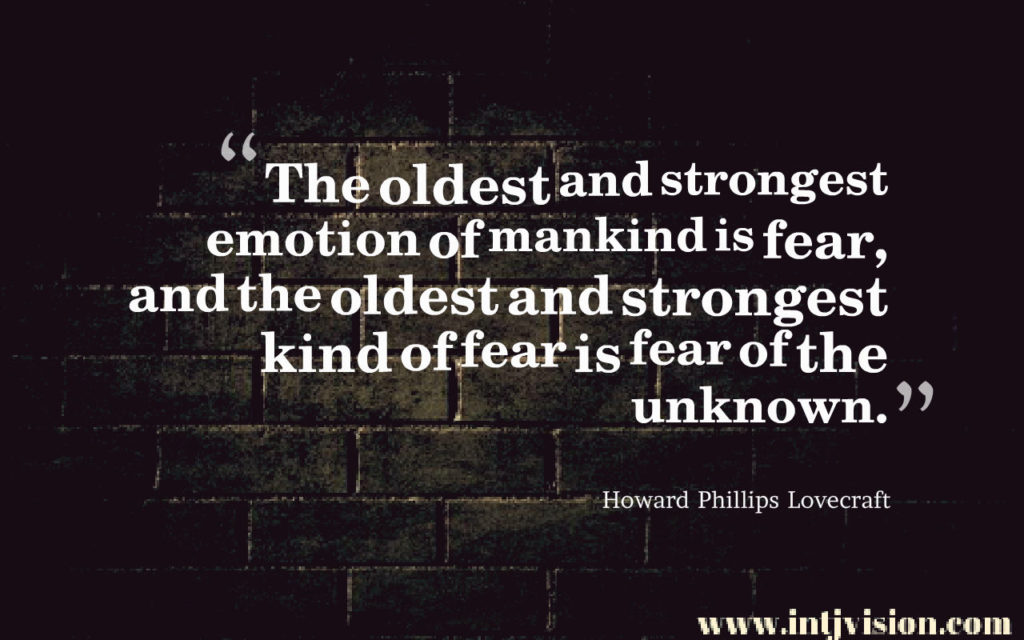 “The oldest and strongest
emotion of mankind is fear,
and the oldest and strongest
kind of fear is fear of the
unknown.”
Howard Phillips Lovecraft
www.intjvision.com